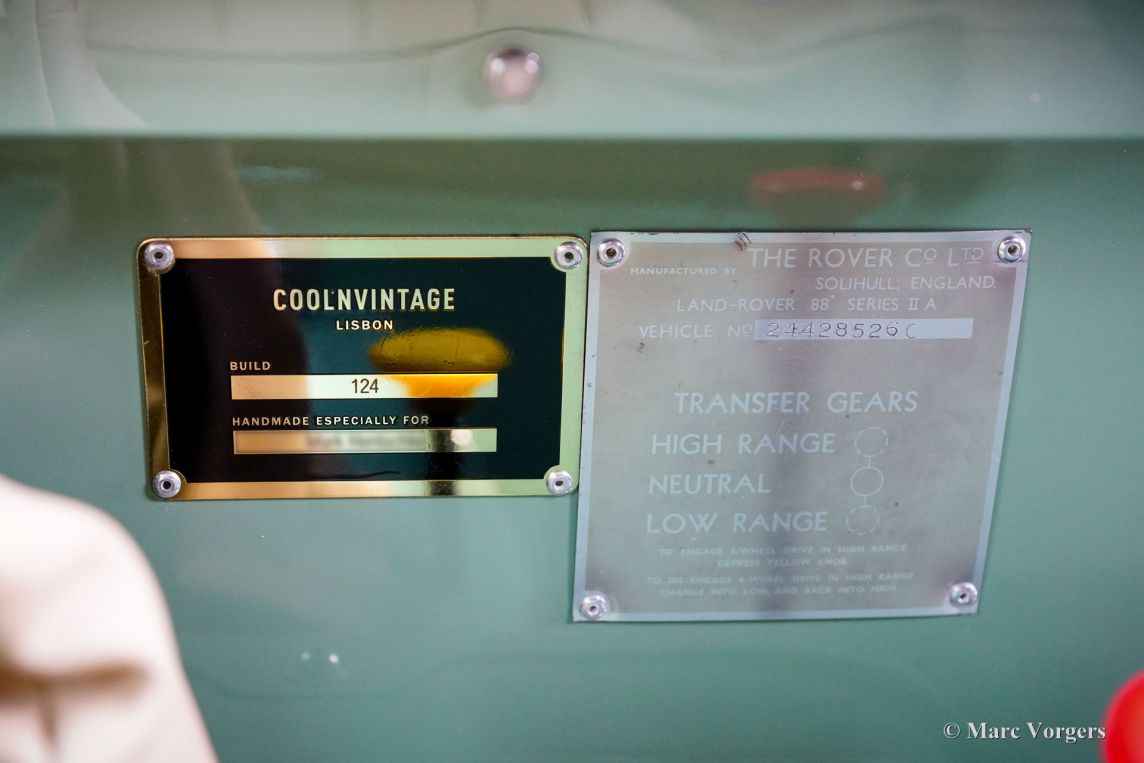 COOLNVINTAGE
LISBON
BUILD
124
HANDMADE ESPECIALLY FOR
MANUFACTURED BY THE ROVER CO LTD
SOLIHULL, ENGLAND.
LAND-ROVER 88" SERIES II A
VEHICLE No 24428526C
TRANSFER GEARS
HIGH RANGE
NEUTRAL
LOW RANGE
TO ENGAGE 4-WHEEL DRIVE IN HIGH RANGE
DEPRESS YELLOW KNOB.
TO DIS-ENGAGE 4-WHEEL DRIVE IN HIGH RANGE
CHANGE INTO LOW, AND BACK INTO HIGH.
© Marc Vorgers